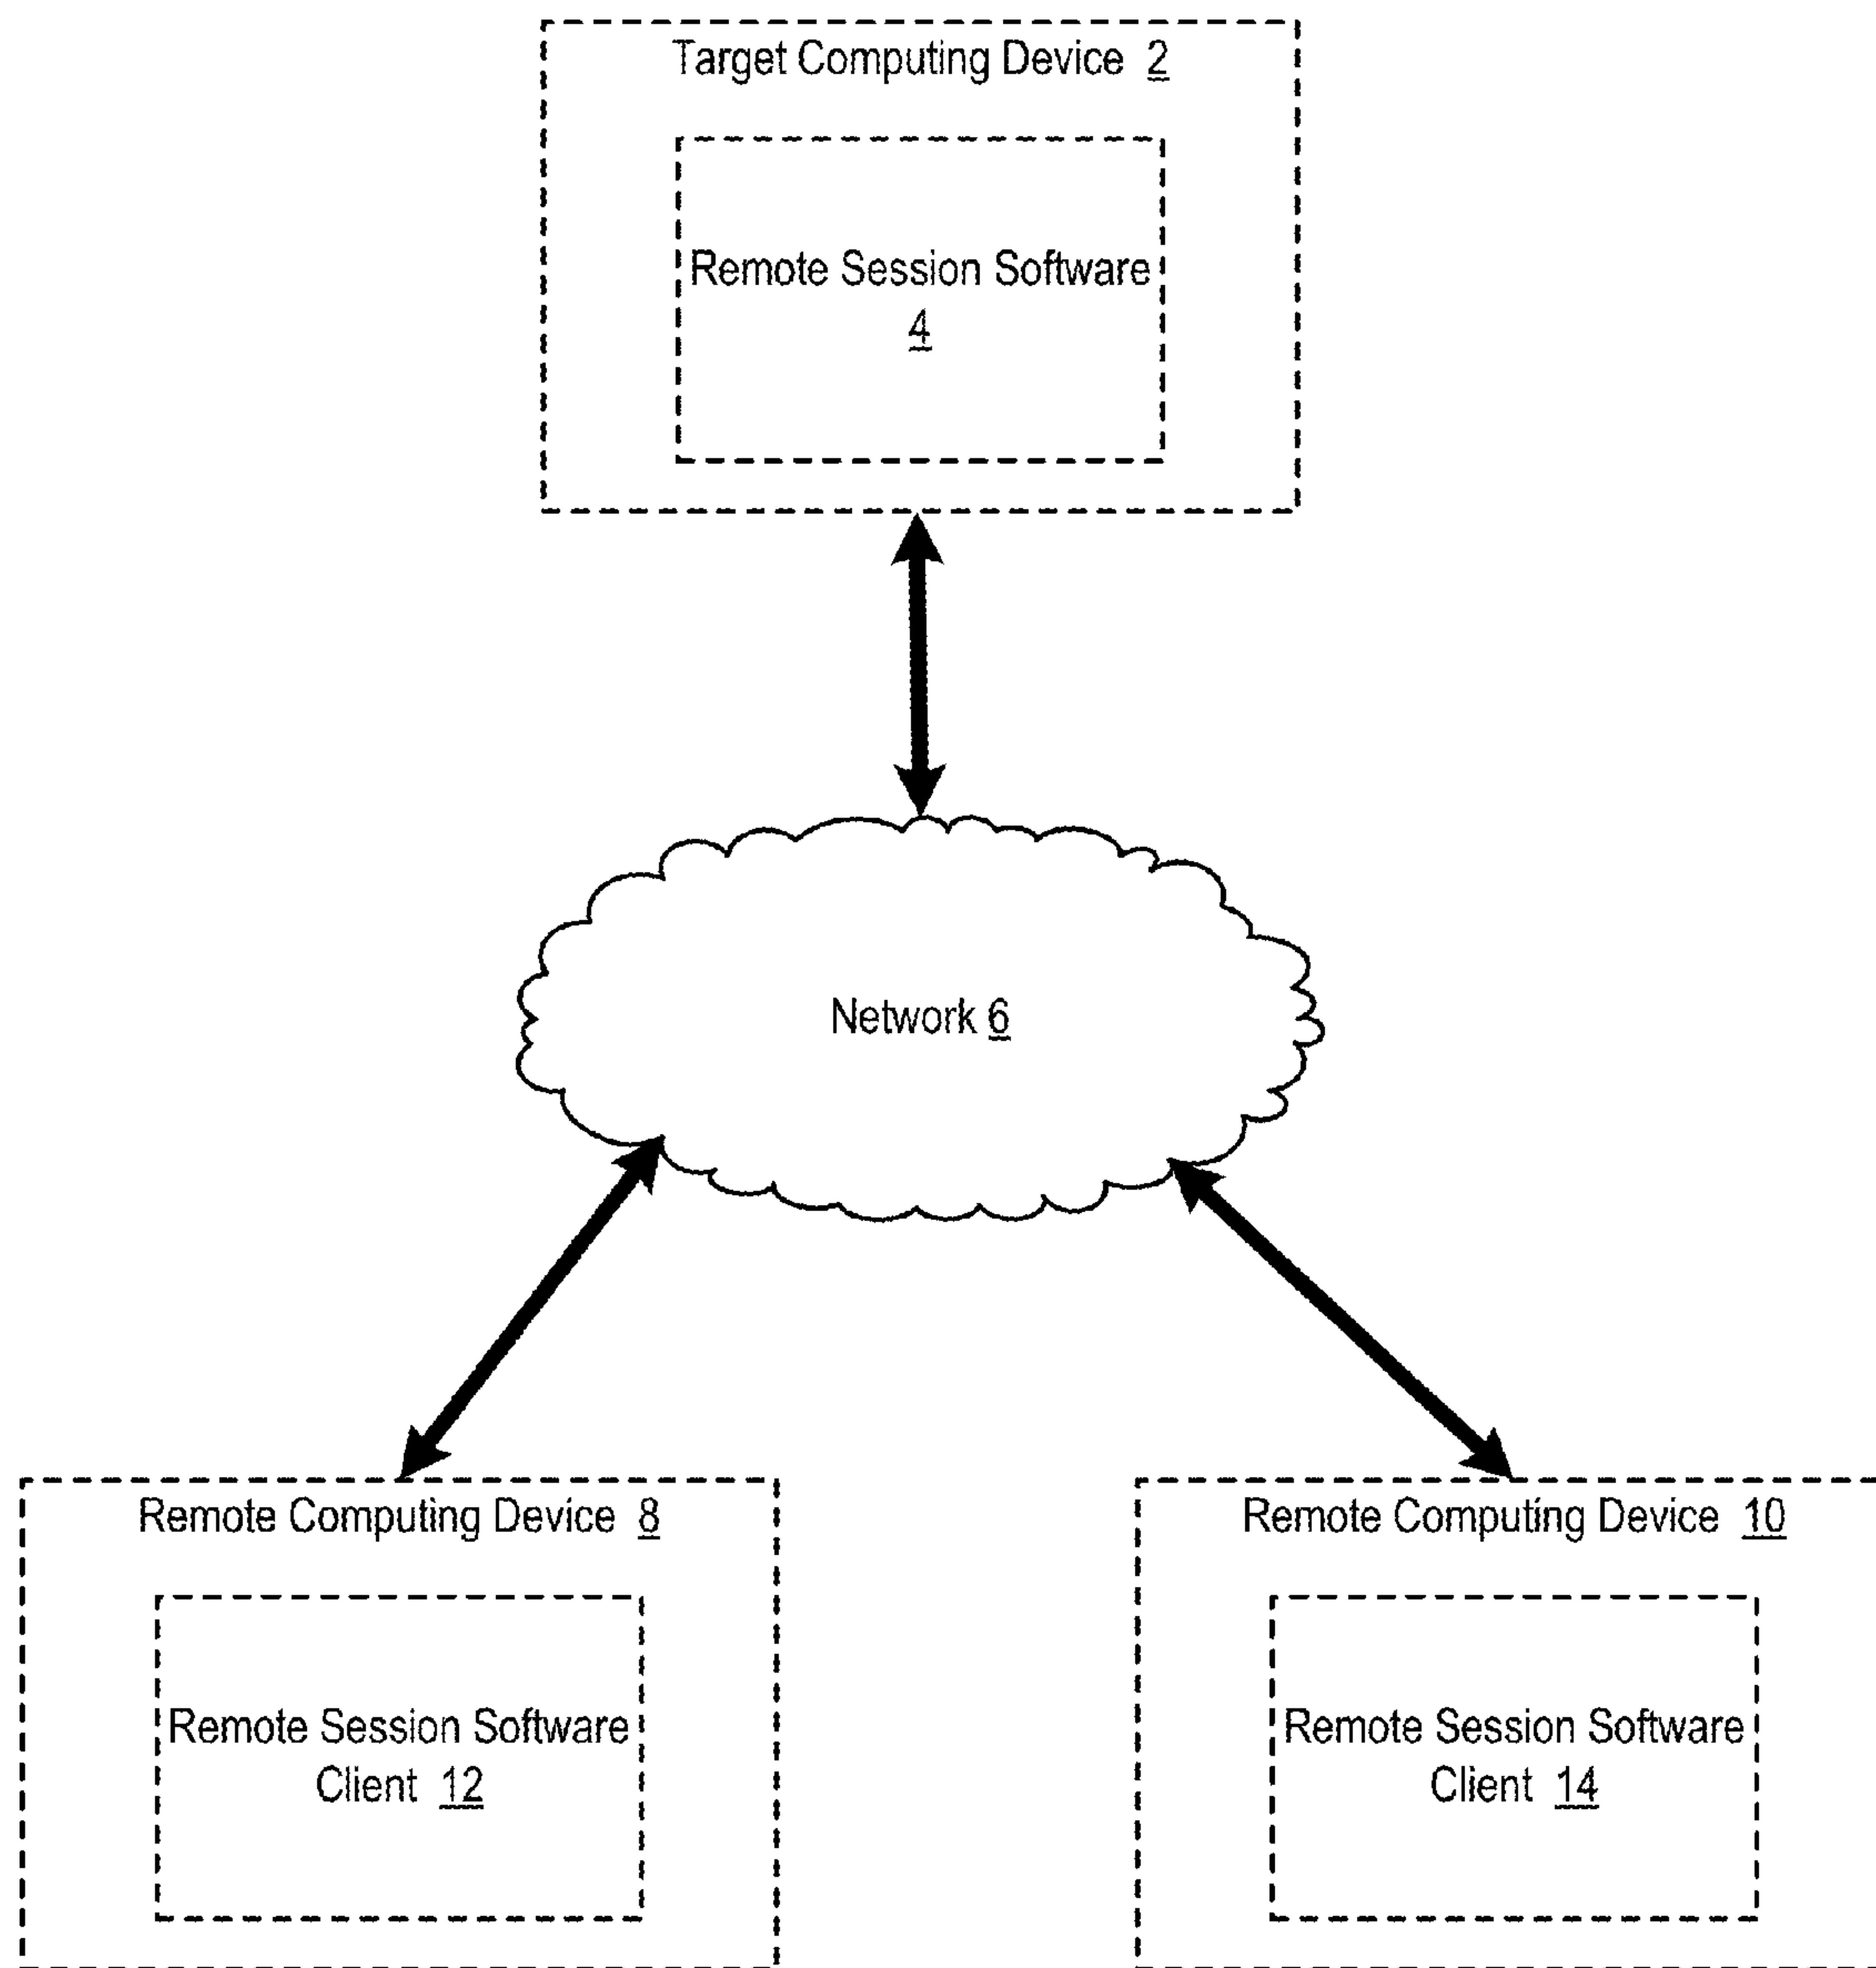 Target Computing Device 2
Remote Session Software
4
Network 6
Remote Computing Device 8
Remote Session Software
Client 12
Remote Computing Device 10
Remote Session Software
Client 14